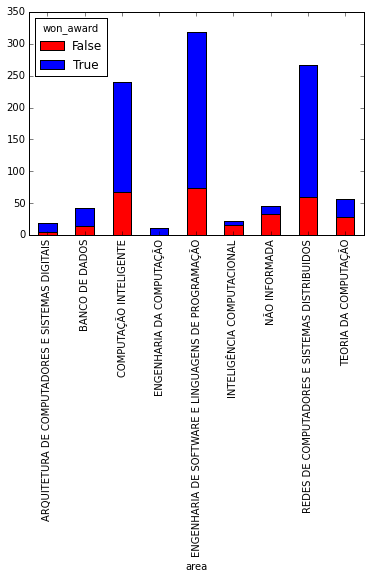 350
300
250
200
150
100
50
0
won_award
False
True
ARQUITETURA DE COMPUTADORES E SISTEMAS DIGITAIS
BANCO DE DADOS
COMPUTAÇÃO INTELIGENTE
ENGENHARIA DA COMPUTAÇÃO
ENGENHARIA DE SOFTWARE E LINGUAGENS DE PROGRAMAÇÃO
INTELIGÊNCIA COMPUTACIONAL
NÃO INFORMADA
REDES DE COMPUTADORES E SISTEMAS DISTRIBUIDOS
TEORIA DA COMPUTAÇÃO
area